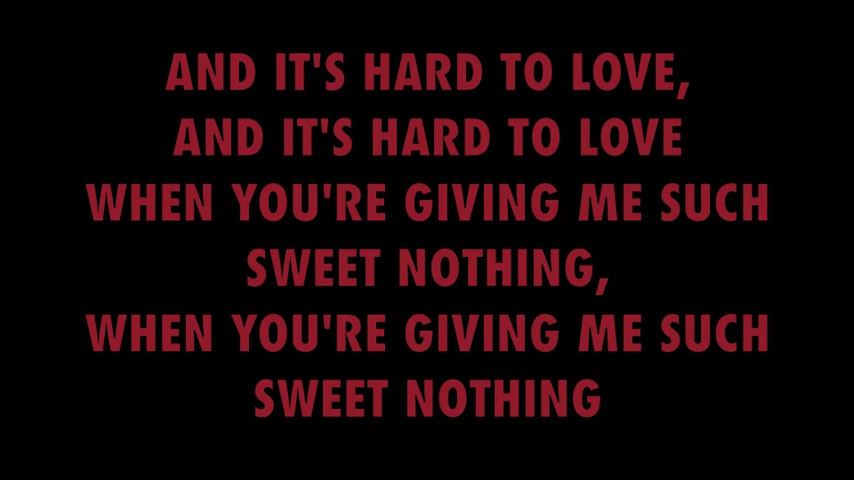 AND IT'S HARD TO LOVE,
AND IT'S HARD TO LOVE
WHEN YOU'RE GIVING ME SUCH
SWEET NOTHING,
WHEN YOU'RE GIVING ME SUCH
SWEET NOTHING